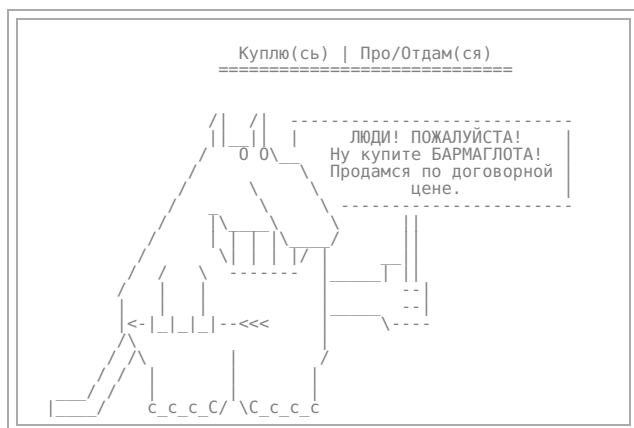 Куплю(сь) | Про/Отдам(ся)
ЛЮДИ! ПОЖАЛУЙСТА!
Ну купите БАРМАГЛОТА!
Продамся по договорной
цене.